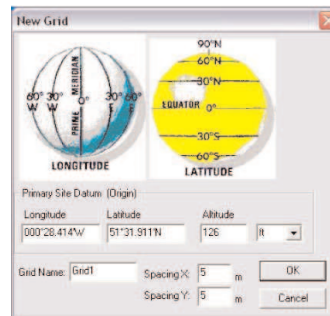 New Grid
90°N
60°N
30°N
EQUATOR 0°
30°S
60°S
60° 30° 0° 30° 60°
W W E E
PRIME MERIDIAN
LONGITUDE
LATITUDE
Primary Site Datum (Origin)
Longitude Latitude Altitude
000°28.414'W 51°31.911'N 126 ft
Grid Name: Grid1 Spacing X: 5 m OK
Spacing Y: 5 m Cancel